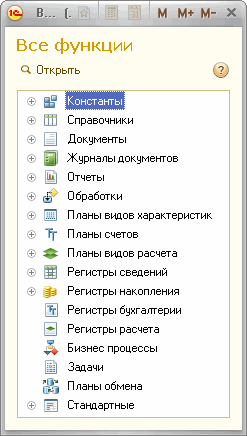 1С В... (. M M+ M-
Все функции
Открыть ?
Константы
Справочники
Документы
Журналы документов
Отчеты
Обработки
Планы видов характеристик
Планы счетов
Планы видов расчета
Регистры сведений
Регистры накопления
Регистры бухгалтерии
Регистры расчета
Бизнес процессы
Задачи
Планы обмена
Стандартные